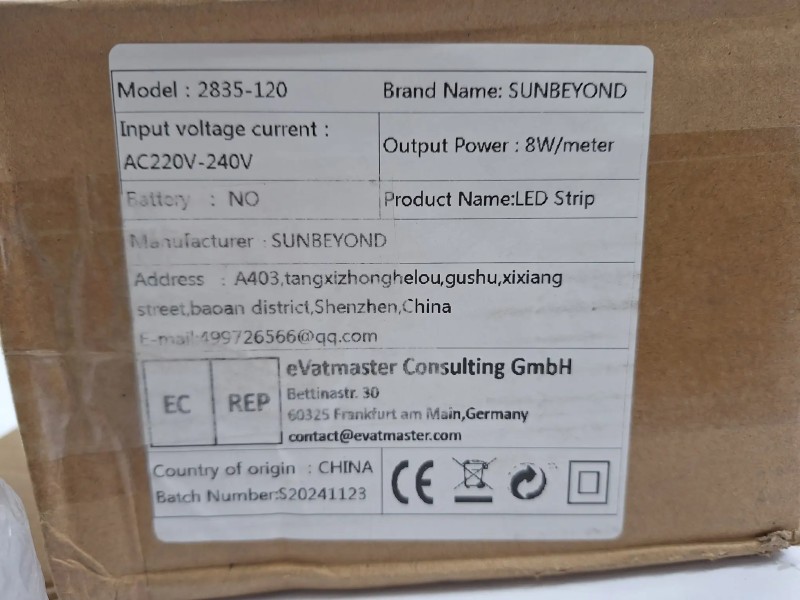 Model : 2835-120 Brand Name: SUNBEYOND
Input voltage current :
AC220V-240V
Output Power : 8W/meter
Battery : NO Product Name:LED Strip
Manufacturer : SUNBEYOND
Address : A403,tangxizhonghelou,gushu,xixiang
street,baoan district,Shenzhen,China
E-mail:499726566@qq.com
EC REP
eVatmaster Consulting GmbH
Bettinastr. 30
60325 Frankfurt am Main,Germany
contact@evatmaster.com
Country of origin : CHINA
Batch Number:S20241123
CE